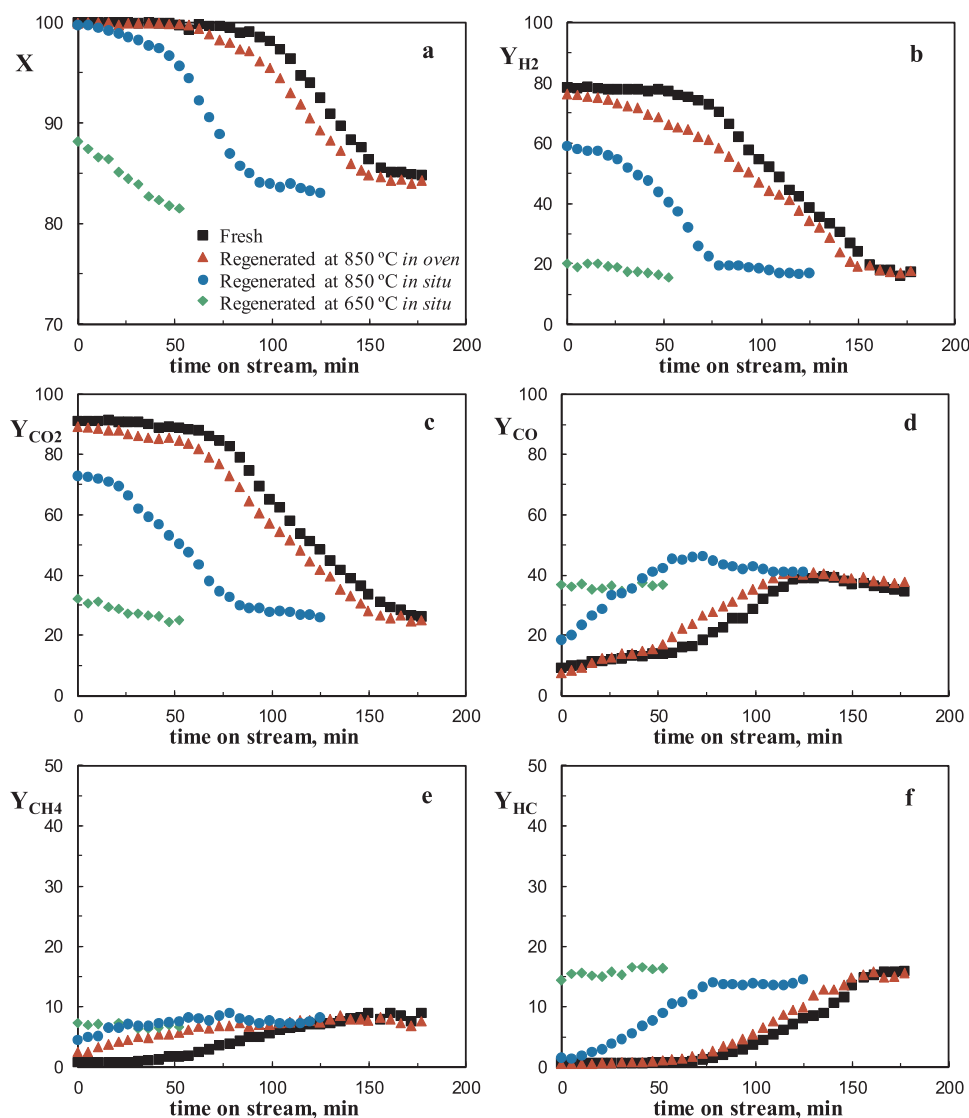 100
90
80
70
X
a
Fresh
Regenerated at 850 ºC in oven
Regenerated at 850 ºC in situ
Regenerated at 650 ºC in situ
0 50 100 150 200
time on stream, min
100
80
60
40
20
0
Y_H2
b
0 50 100 150 200
time on stream, min
100
80
60
40
20
0
Y_CO2
c
0 50 100 150 200
time on stream, min
100
80
60
40
20
0
Y_CO
d
0 50 100 150 200
time on stream, min
50
40
30
20
10
0
Y_CH4
e
0 50 100 150 200
time on stream, min
50
40
30
20
10
0
Y_HC
f
0 50 100 150 200
time on stream, min